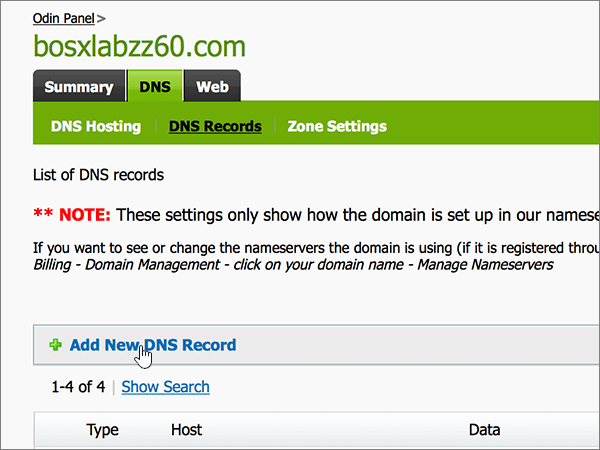 Odin Panel >
bosxlabzz60.com
Summary DNS Web
DNS Hosting DNS Records Zone Settings
List of DNS records
** NOTE: These settings only show how the domain is set up in our namese
If you want to see or change the nameservers the domain is using (if it is registered throu
Billing - Domain Management - click on your domain name - Manage Nameservers
Add New DNS Record
1-4 of 4 | Show Search
Type Host Data